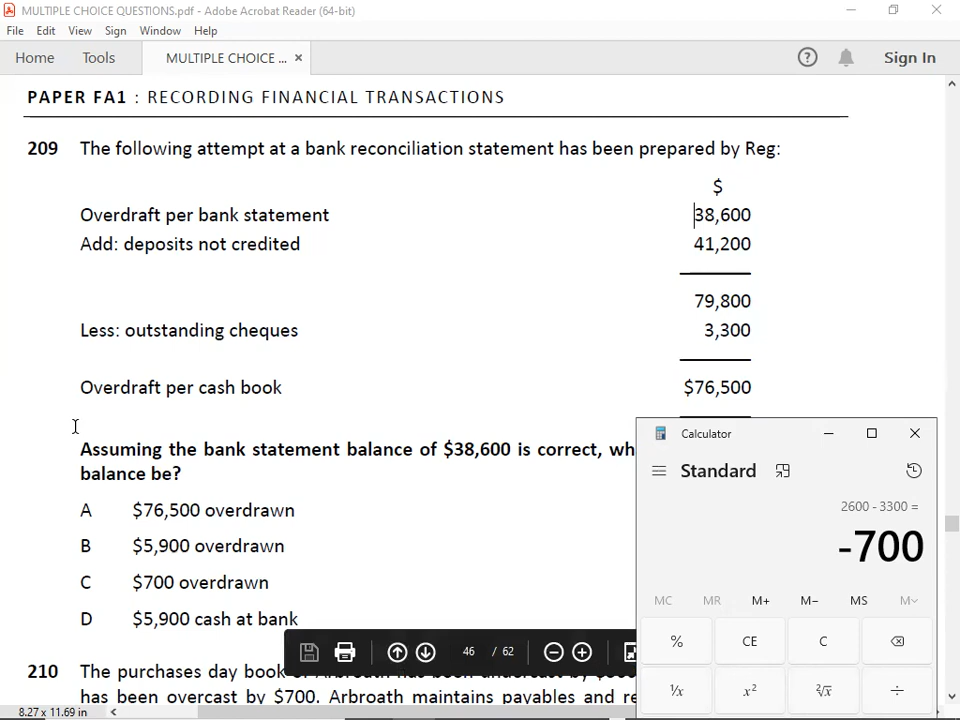 MULTIPLE CHOICE QUESTIONS.pdf - Adobe Acrobat Reader (64-bit)
File Edit View Sign Window Help
Home Tools MULTIPLE CHOICE ... × Sign In
PAPER FA1 : RECORDING FINANCIAL TRANSACTIONS
209 The following attempt at a bank reconciliation statement has been prepared by Reg:
$
Overdraft per bank statement 38,600
Add: deposits not credited 41,200
79,800
Less: outstanding cheques 3,300
Overdraft per cash book $76,500
Assuming the bank statement balance of $38,600 is correct, wh
balance be?
A $76,500 overdrawn
B $5,900 overdrawn
C $700 overdrawn
D $5,900 cash at bank
Calculator
Standard
2600 - 3300 =
-700
MC MR M+ M− MS M
% CE C
¹/x x² ²√x ÷
46 / 62
210 The purchases day book of Arbroath has been undercast by
has been overcast by $700. Arbroath maintains payables and re
8.27 x 11.69 in